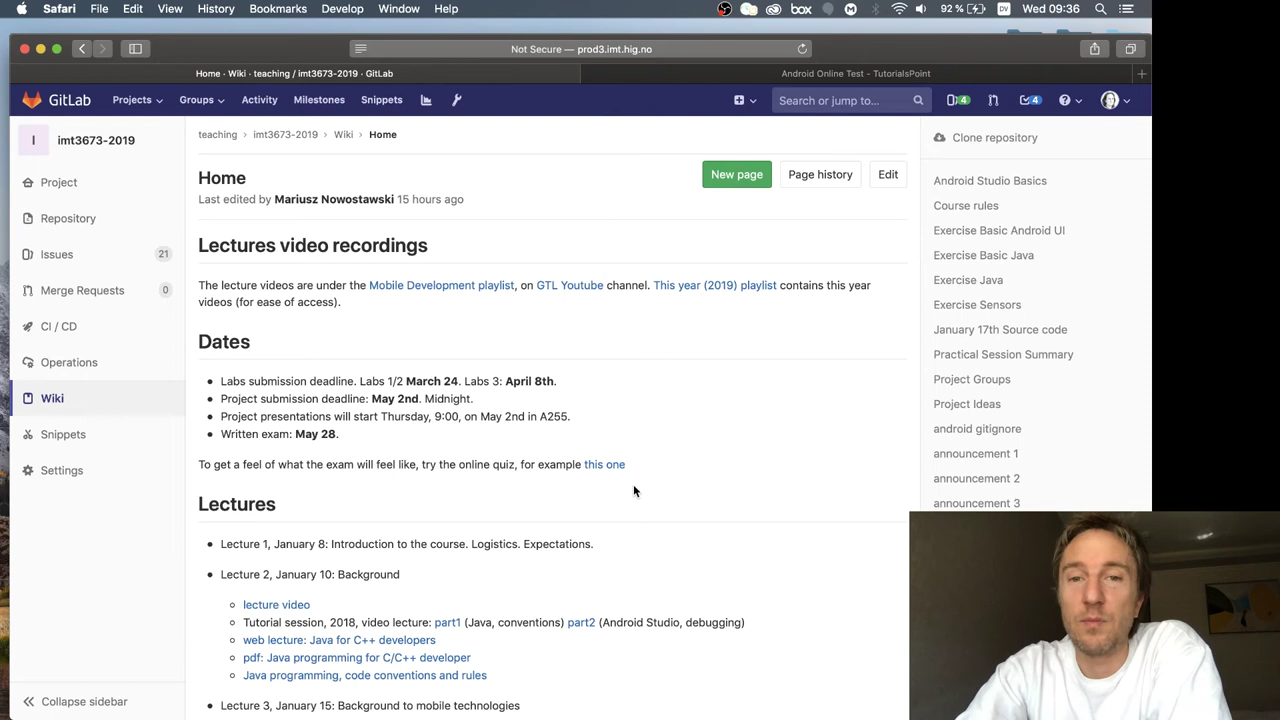 Safari File Edit View History Bookmarks Develop Window Help box 92 % DV Wed 09:36
Not Secure — prod3.imt.hig.no
Home · Wiki · teaching / imt3673-2019 · GitLab Android Online Test - TutorialsPoint
GitLab Projects Groups Activity Milestones Snippets Search or jump to... 4 4
I imt3673-2019
Project
Repository
Issues 21
Merge Requests 0
CI / CD
Operations
Wiki
Snippets
Settings
Collapse sidebar
teaching > imt3673-2019 > Wiki > Home
Home
New page Page history Edit
Last edited by Mariusz Nowostawski 15 hours ago
Lectures video recordings
The lecture videos are under the Mobile Development playlist, on GTL Youtube channel. This year (2019) playlist contains this year
videos (for ease of access).
Dates
• Labs submission deadline. Labs 1/2 March 24. Labs 3: April 8th.
• Project submission deadline: May 2nd. Midnight.
• Project presentations will start Thursday, 9:00, on May 2nd in A255.
• Written exam: May 28.
To get a feel of what the exam will feel like, try the online quiz, for example this one
Lectures
• Lecture 1, January 8: Introduction to the course. Logistics. Expectations.
• Lecture 2, January 10: Background
lecture video
Tutorial session, 2018, video lecture: part1 (Java, conventions) part2 (Android Studio, debugging)
web lecture: Java for C++ developers
pdf: Java programming for C/C++ developer
Java programming, code conventions and rules
• Lecture 3, January 15: Background to mobile technologies
Clone repository
Android Studio Basics
Course rules
Exercise Basic Android UI
Exercise Basic Java
Exercise Java
Exercise Sensors
January 17th Source code
Practical Session Summary
Project Groups
Project Ideas
android gitignore
announcement 1
announcement 2
announcement 3